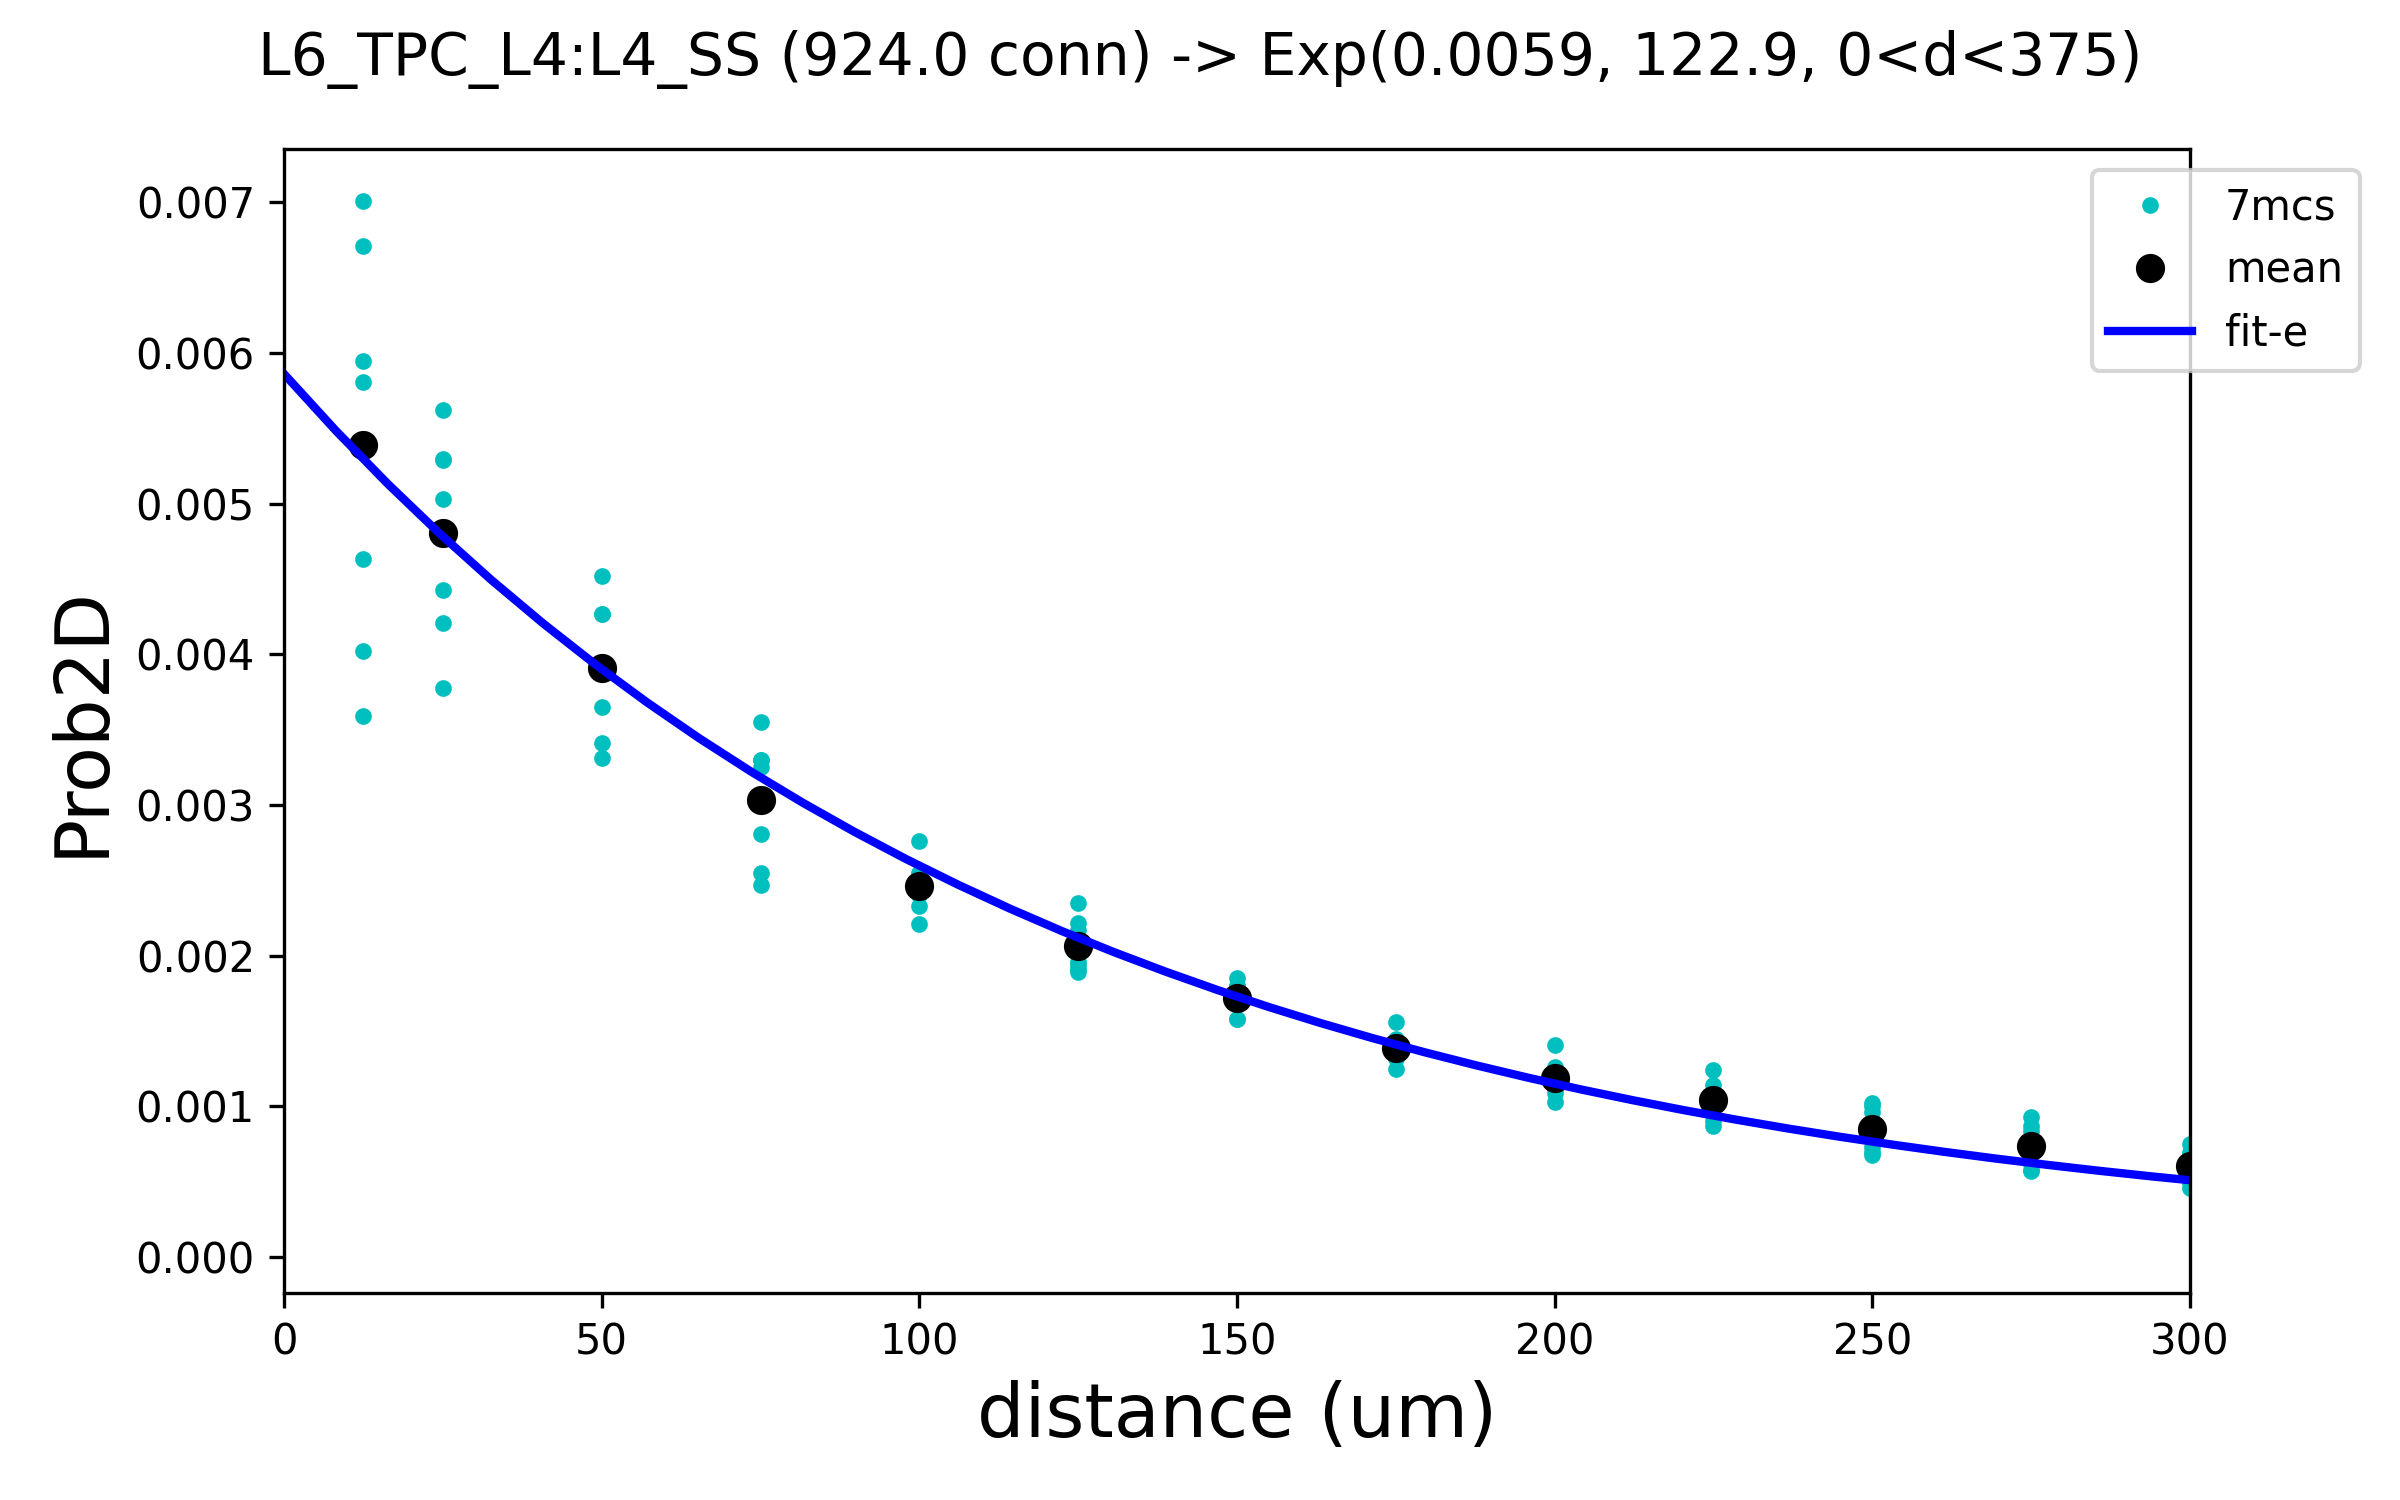 L6_TPC_L4:L4_SS (924.0 conn) -> Exp(0.0059, 122.9, 0<d<375)
7mcs
mean
fit-e
Prob2D
0.007
0.006
0.005
0.004
0.003
0.002
0.001
0.000
0 50 100 150 200 250 300
distance (um)